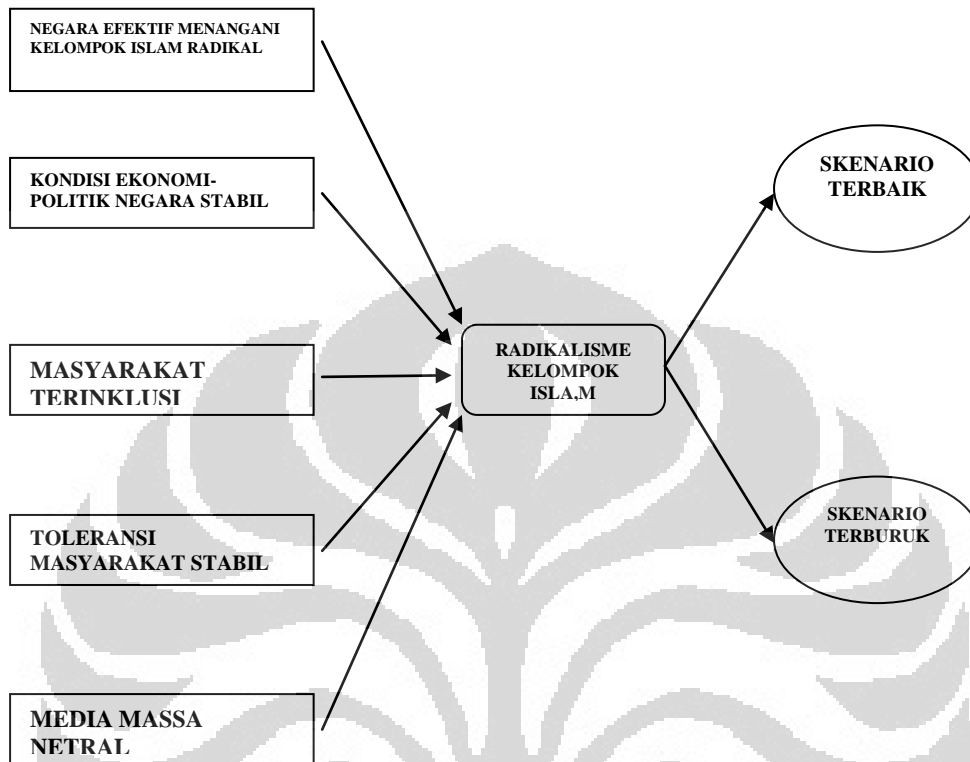 NEGARA EFEKTIF MENANGANI
KELOMPOK ISLAM RADIKAL
KONDISI EKONOMI-
POLITIK NEGARA STABIL
MASYARAKAT
TERINKLUSI
TOLERANSI
MASYARAKAT STABIL
MEDIA MASSA
NETRAL
RADIKALISME
KELOMPOK
ISLA,M
SKENARIO
TERBAIK
SKENARIO
TERBURUK